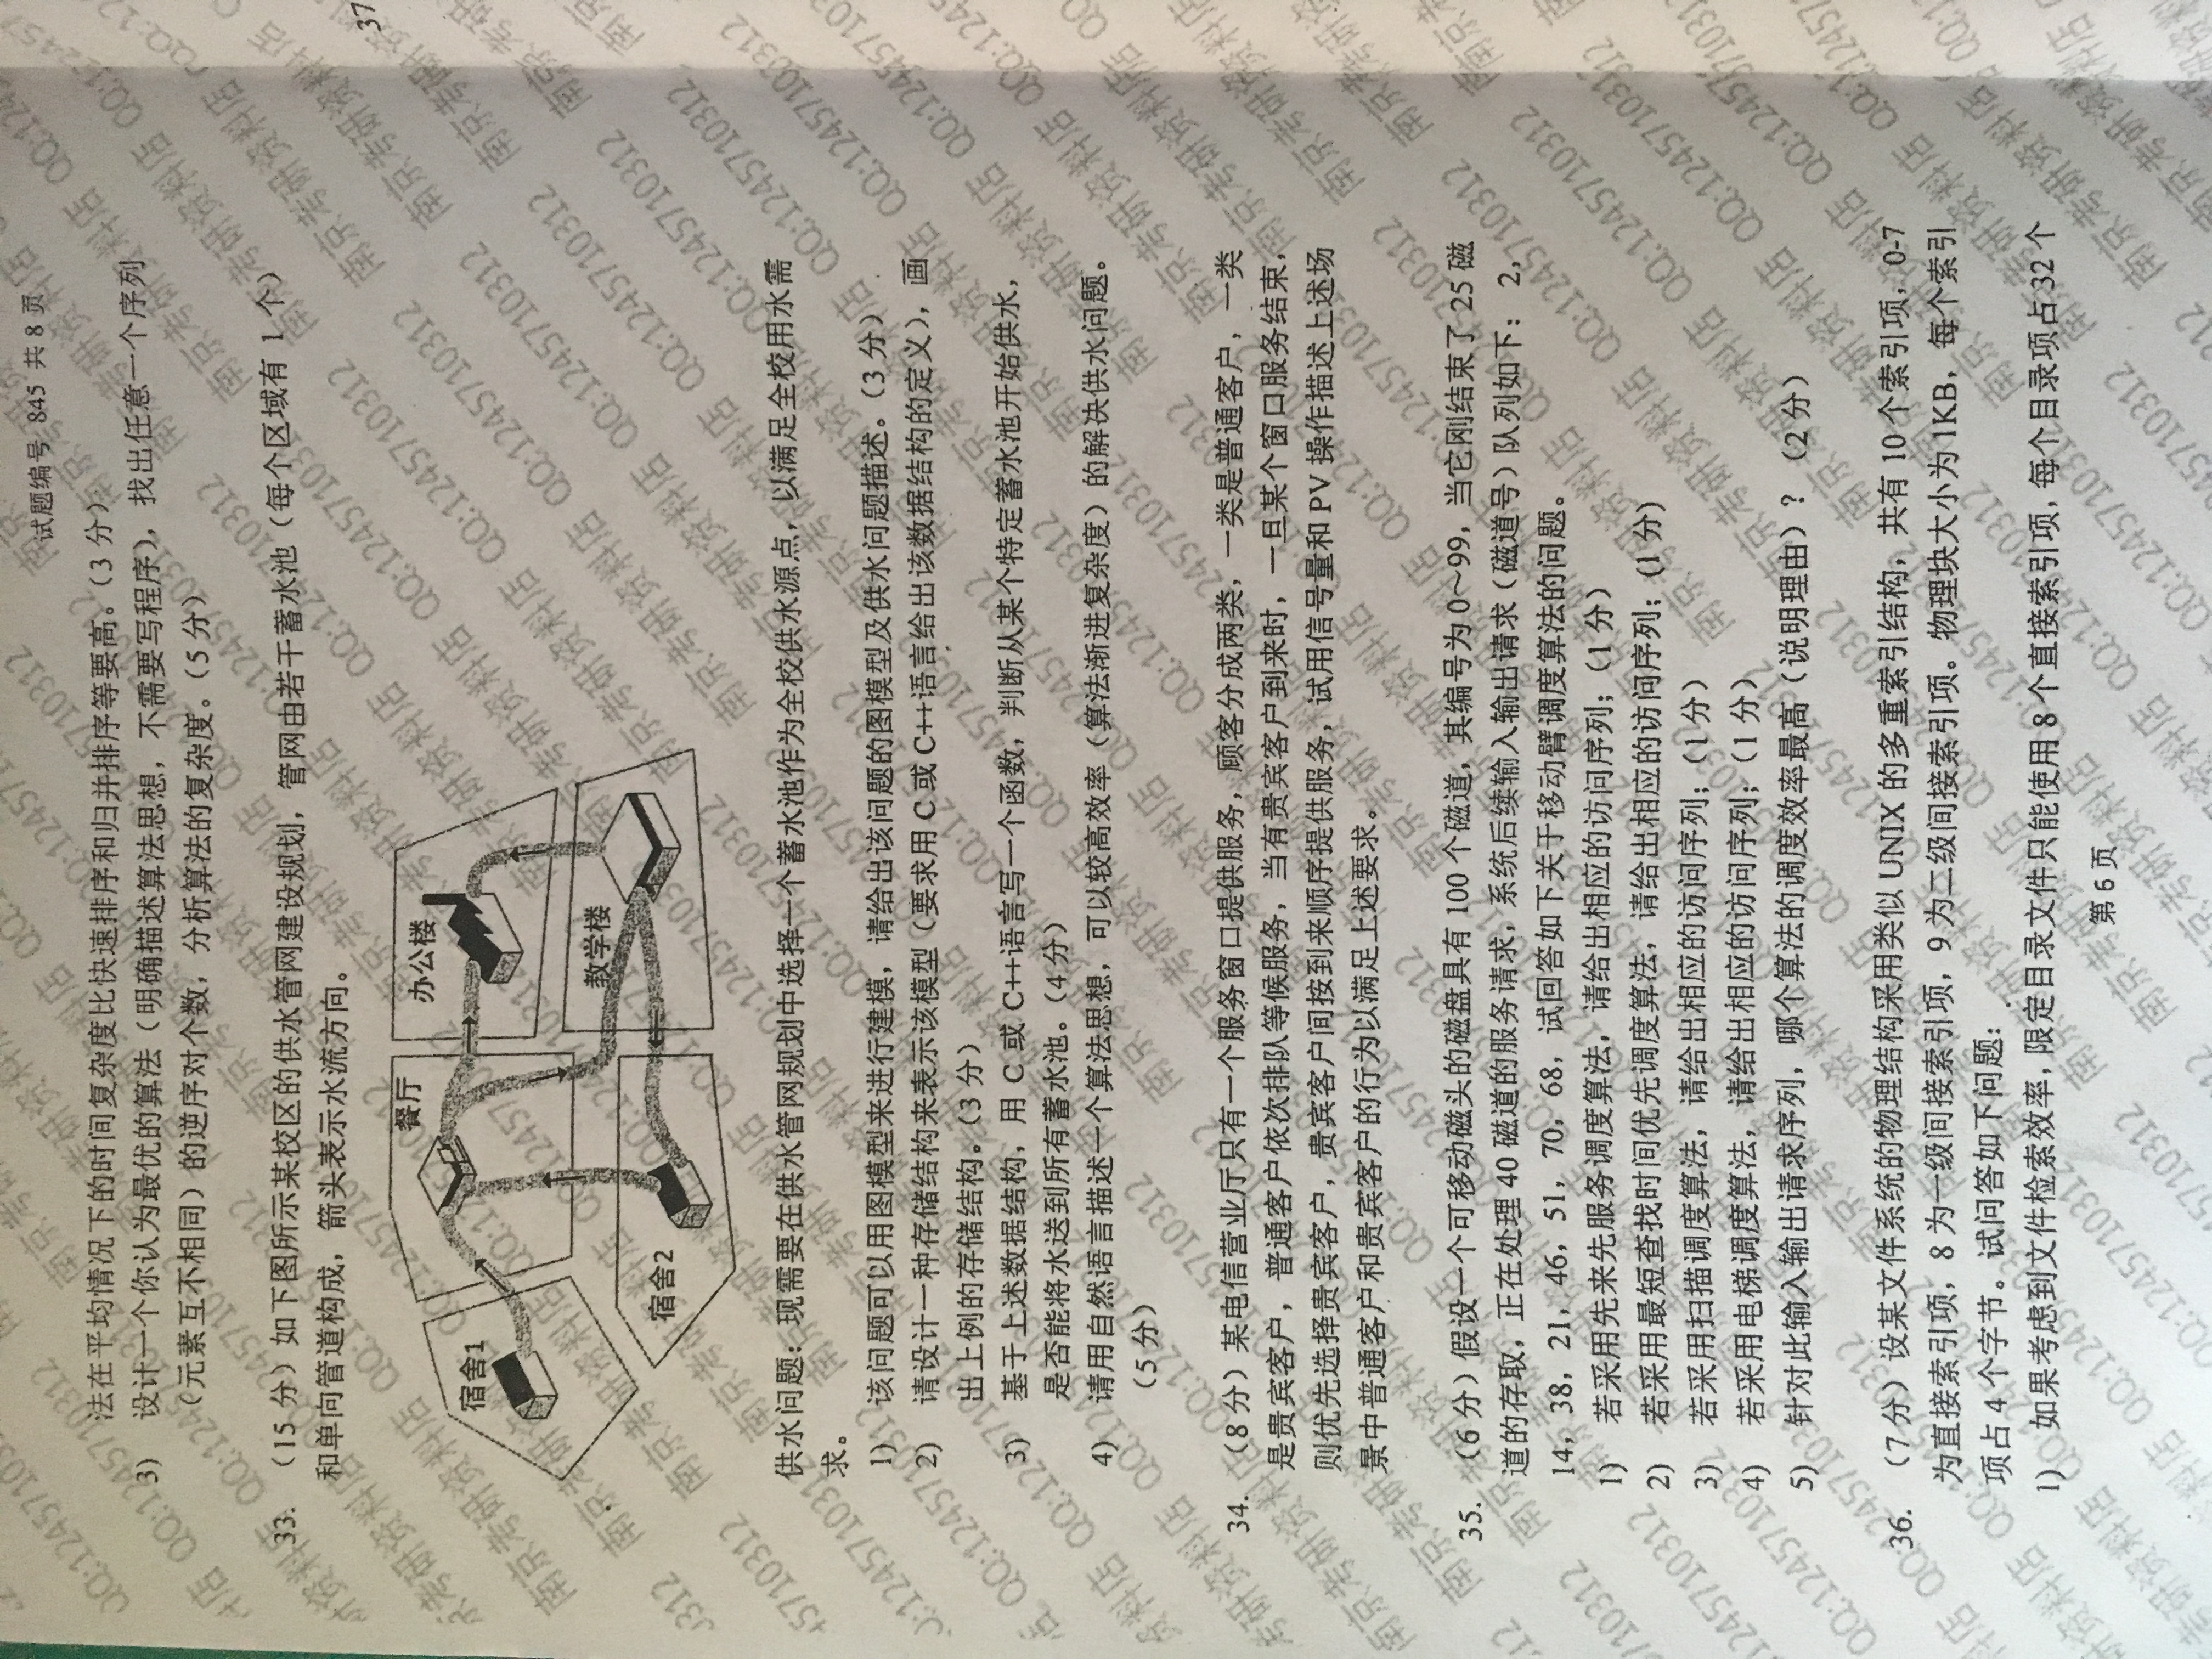 试题编号 845 共 8 页
法在平均情况下的时间复杂度比快速排序和归并排序等要高。（3 分）
3) 设计一个你认为最优的算法（明确描述算法思想，不需要写程序），找出任意一个序列
（元素互不相同）的逆序对个数，分析算法的复杂度。（5 分）
33. （15 分）如下图所示某校区的供水管网建设规划，管网由若干蓄水池（每个区域有 1 个）
和单向管道构成，箭头表示水流方向。
37
餐厅
办公楼
宿舍1
教学楼
宿舍2
供水问题：现需要在供水管网规划中选择一个蓄水池作为全校供水源点，以满足全校用水需
求。
1) 该问题可以用图模型来进行建模，请给出该问题的图模型及供水问题描述。（3 分）
2) 请设计一种存储结构来表示该模型（要求用 C 或 C++语言给出该数据结构的定义），画
出上例的存储结构。（3 分）
3) 基于上述数据结构，用 C 或 C++语言写一个函数，判断从某个特定蓄水池开始供水，
是否能将水送到所有蓄水池。（4 分）
4) 请用自然语言描述一个算法思想，可以较高效率（算法渐进复杂度）的解决供水问题。
（5 分）
34. （8 分）某电信营业厅只有一个服务窗口提供服务，顾客分成两类，一类是普通客户，一类
是贵宾客户，普通客户依次排队等候服务，当有贵宾客户到来时，一旦某个窗口服务结束，
则优先选择贵宾客户，贵宾客户间按到来顺序提供服务，试用信号量和 PV 操作描述上述场
景中普通客户和贵宾客户的行为以满足上述要求。
35. （6 分）假设一个可移动磁头的磁盘具有 100 个磁道，其编号为 0～99，当它刚结束了 25 磁
道的存取，正在处理 40 磁道的服务请求，系统后续输入输出请求（磁道号）队列如下： 2，
14，38，21，46，51，70，68，试回答如下关于移动臂调度算法的问题。
1) 若采用先来先服务调度算法，请给出相应的访问序列；（1 分）
2) 若采用最短查找时间优先调度算法，请给出相应的访问序列；(1 分)
3) 若采用扫描调度算法，请给出相应的访问序列；（1 分）
4) 若采用电梯调度算法，请给出相应的访问序列；（1 分）
5) 针对此输入输出请求序列，哪个算法的调度效率最高（说明理由）？（2 分）
36. （7 分）设某文件系统的物理结构采用类似 UNIX 的多重索引结构，共有 10 个索引项，0-7
为直接索引项，8 为一级间接索引项，9 为二级间接索引项。物理块大小为 1KB，每个索引
项占 4 个字节。试问答如下问题：
1) 如果考虑到文件检索效率，限定目录文件只能使用 8 个直接索引项，每个目录项占 32 个
第 6 页
南京考研资料店 QQ:1245710312